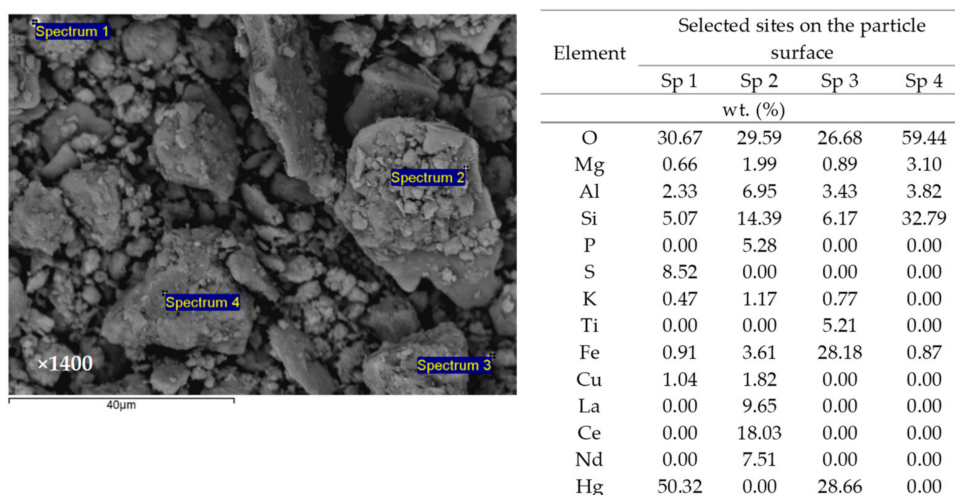 Spectrum 1
Spectrum 2
Spectrum 4
Spectrum 3
×1400
40µm
Selected sites on the particle
Element surface
Sp 1 Sp 2 Sp 3 Sp 4
wt. (%)
O 30.67 29.59 26.68 59.44
Mg 0.66 1.99 0.89 3.10
Al 2.33 6.95 3.43 3.82
Si 5.07 14.39 6.17 32.79
P 0.00 5.28 0.00 0.00
S 8.52 0.00 0.00 0.00
K 0.47 1.17 0.77 0.00
Ti 0.00 0.00 5.21 0.00
Fe 0.91 3.61 28.18 0.87
Cu 1.04 1.82 0.00 0.00
La 0.00 9.65 0.00 0.00
Ce 0.00 18.03 0.00 0.00
Nd 0.00 7.51 0.00 0.00
Hg 50.32 0.00 28.66 0.00